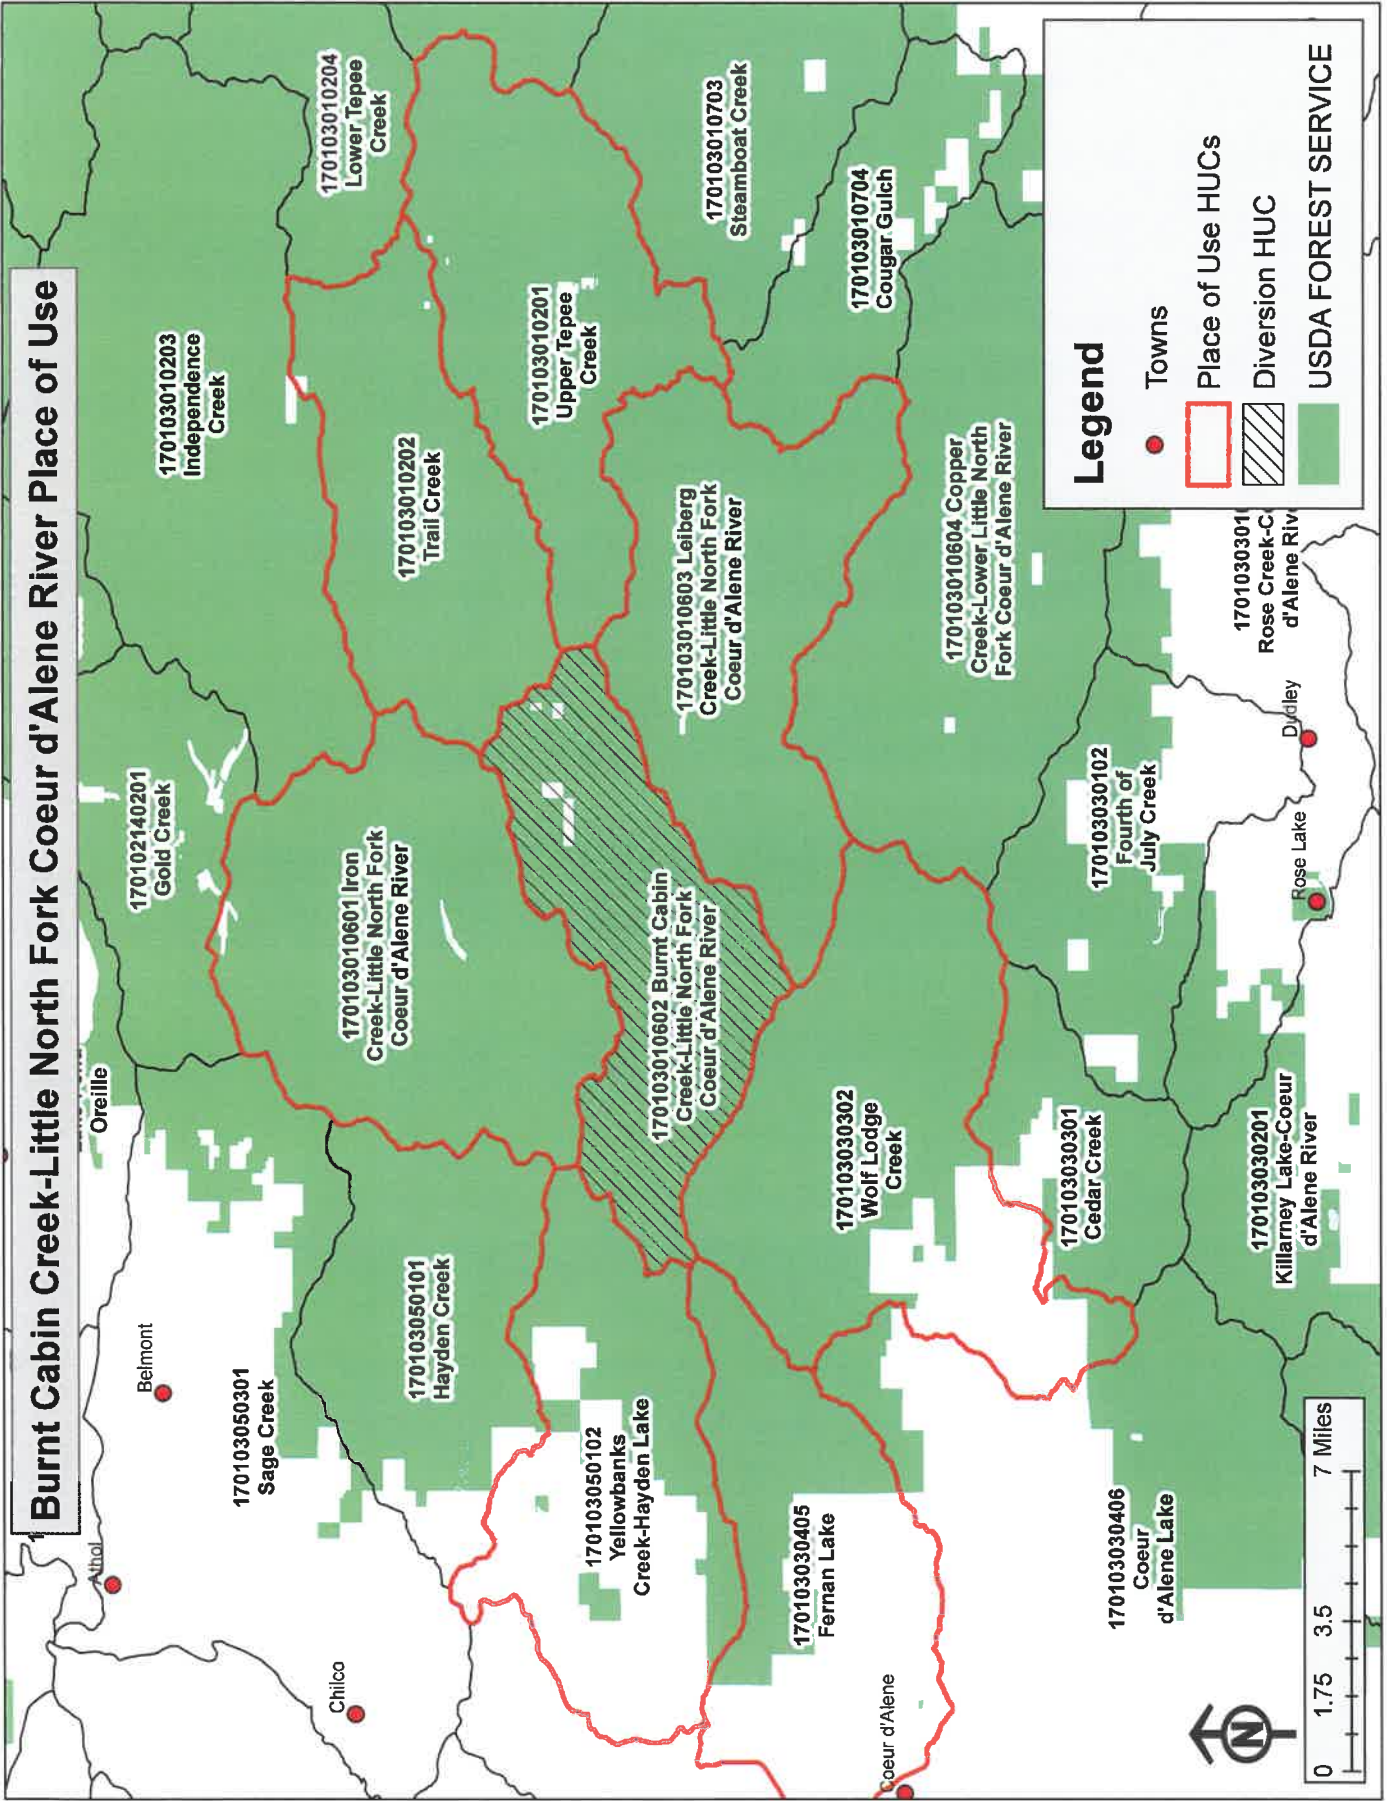 Burnt Cabin Creek-Little North Fork Coeur d'Alene River Place of Use
Athol
Belmont
Chilco
Oreille
170102140201
Gold Creek
170103010203
Independence
Creek
170103010204
Lower Tepee
Creek
170103050301
Sage Creek
170103050101
Hayden Creek
170103010601 Iron
Creek-Little North Fork
Coeur d'Alene River
170103010202
Trail Creek
170103010201
Upper Tepee
Creek
170103050102
Yellowbanks
Creek-Hayden Lake
170103010602 Burnt Cabin
Creek-Little North Fork
Coeur d'Alene River
170103010603 Leiberg
Creek-Little North Fork
Coeur d'Alene River
170103010703
Steamboat Creek
170103030405
Fernan Lake
170103030302
Wolf Lodge
Creek
170103010604 Copper
Creek-Lower Little North
Fork Coeur d'Alene River
170103010704
Cougar Gulch
Coeur d'Alene
170103030406
Coeur
d'Alene Lake
170103030301
Cedar Creek
170103030102
Fourth of
July Creek
170103030201
Killarney Lake-Coeur
d'Alene River
Rose Lake
Dudley
1701030301
Rose Creek-C
d'Alene Riv
Legend
Towns
Place of Use HUCs
Diversion HUC
USDA FOREST SERVICE
N
0 1.75 3.5 7 Miles